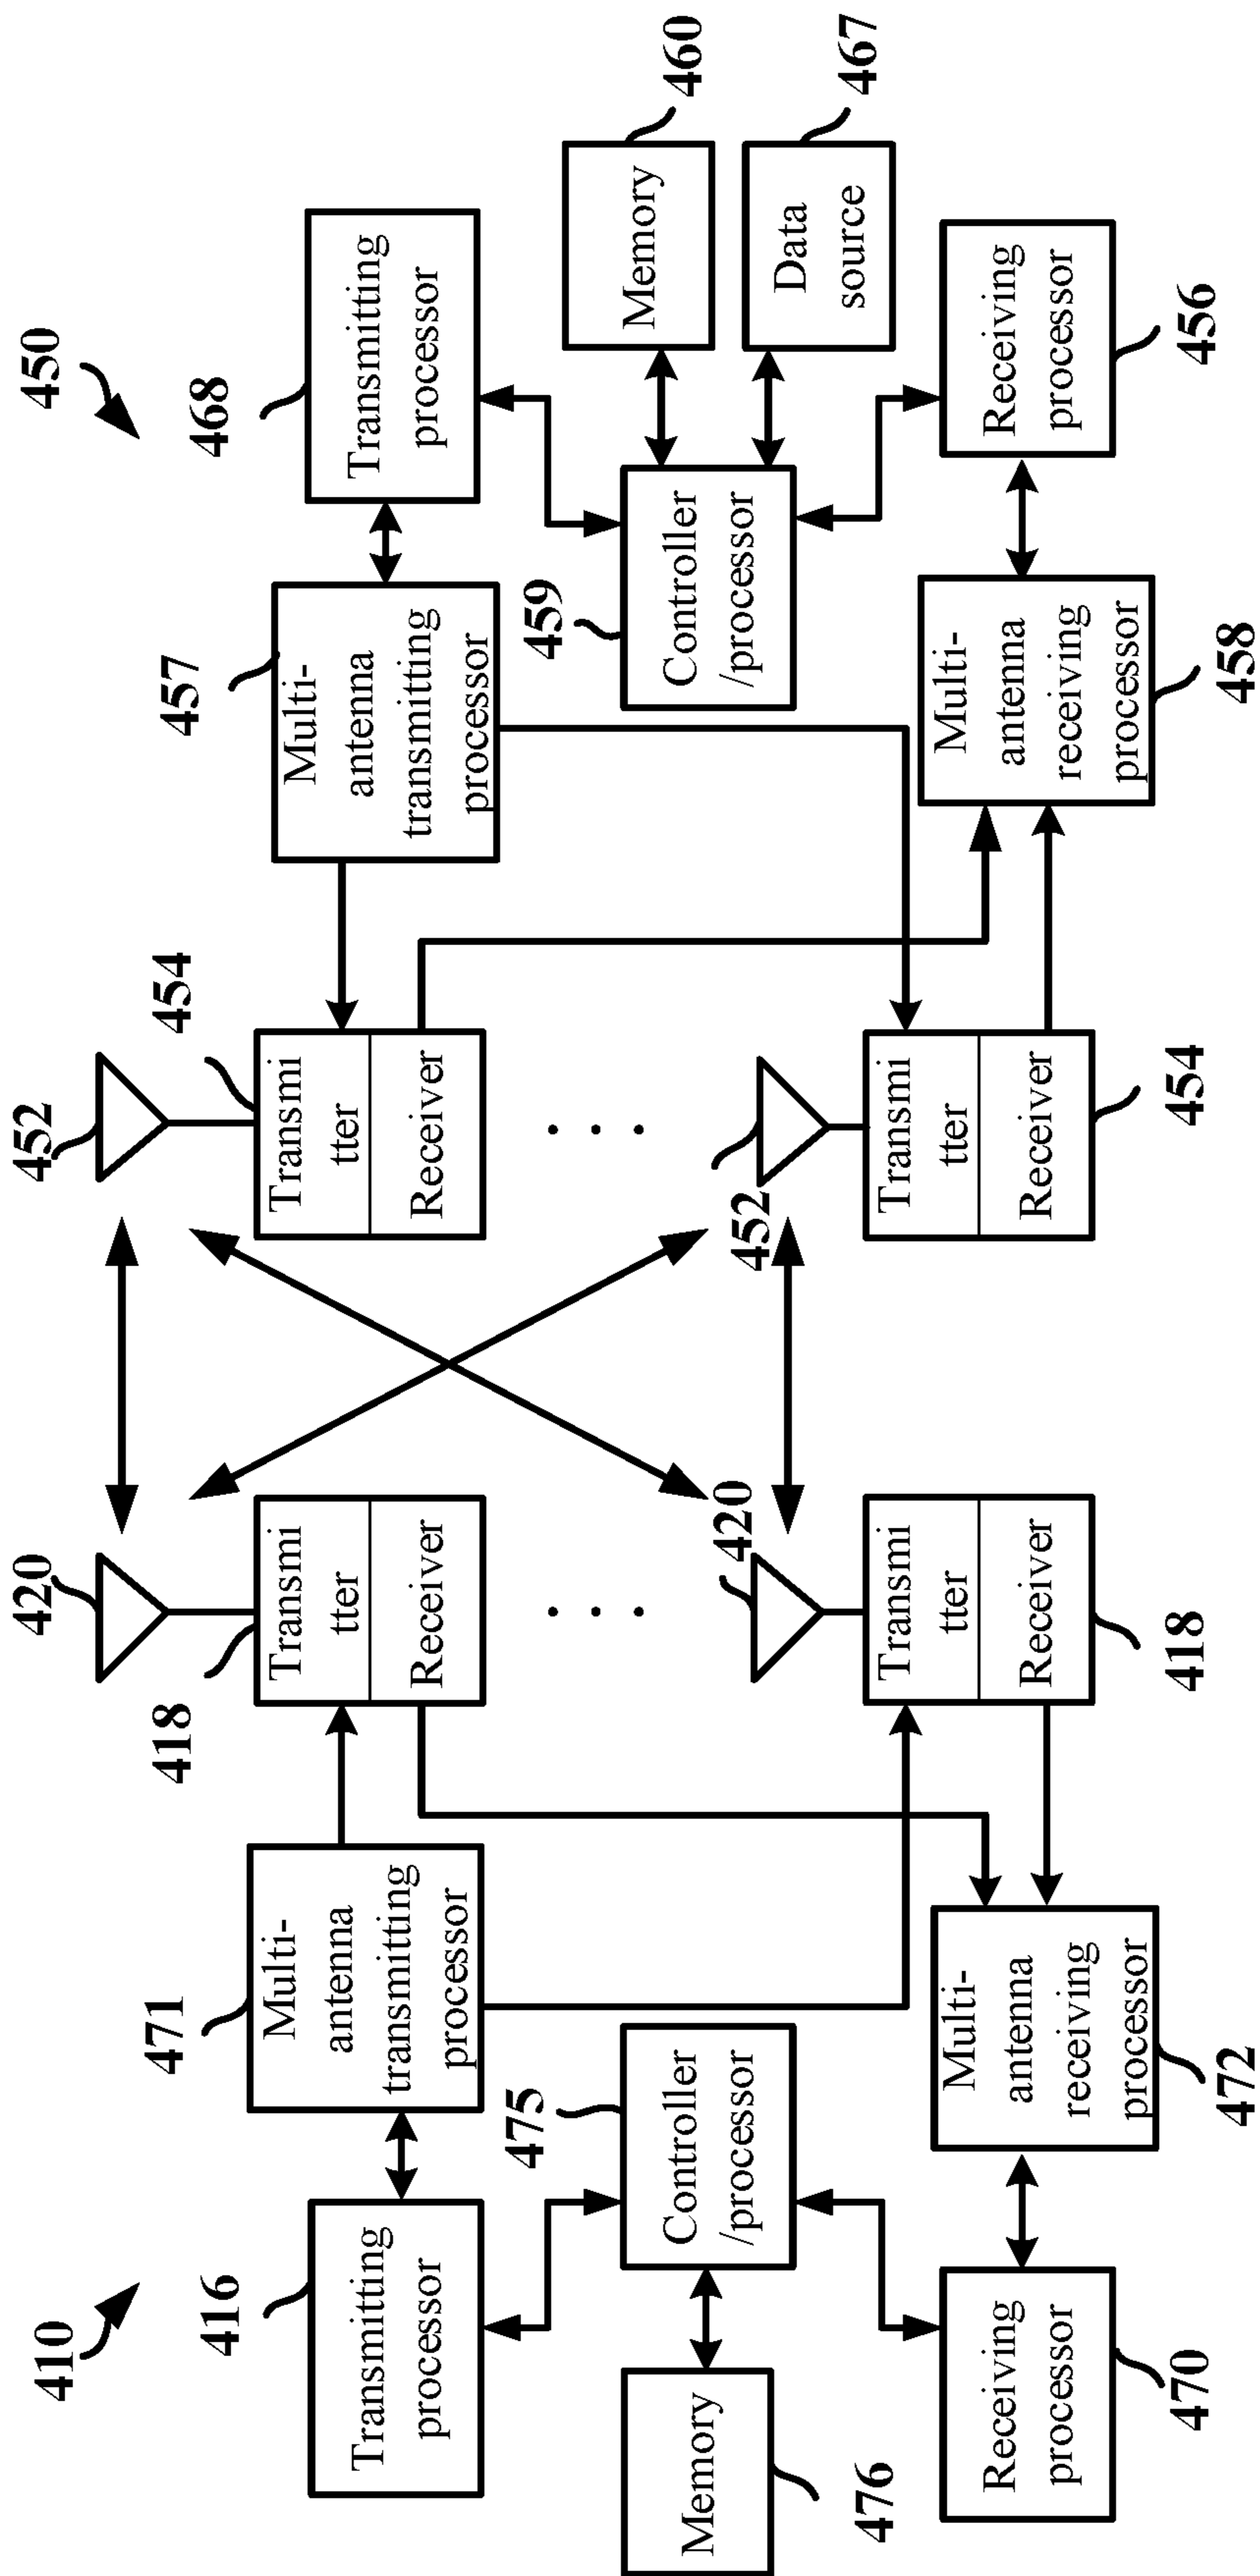 410
450
420
452
416
471
418
454
457
468
Transmitting
processor
Multi-
antenna
transmitting
processor
Transmi
tter
Receiver
Transmi
tter
Receiver
Multi-
antenna
transmitting
processor
Transmitting
processor
475
459
460
Memory
476
Controller
/processor
. . .
. . .
Controller
/processor
Memory
Data
source
467
420
452
Receiving
processor
470
Multi-
antenna
receiving
processor
472
Transmi
tter
Receiver
418
Transmi
tter
Receiver
454
Multi-
antenna
receiving
processor
458
Receiving
processor
456